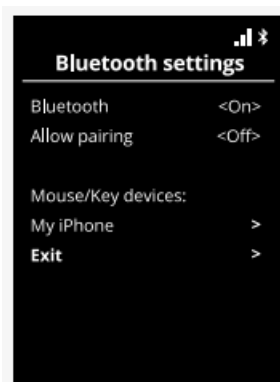 Bluetooth settings
Bluetooth <On>
Allow pairing <Off>
Mouse/Key devices:
My iPhone >
Exit >